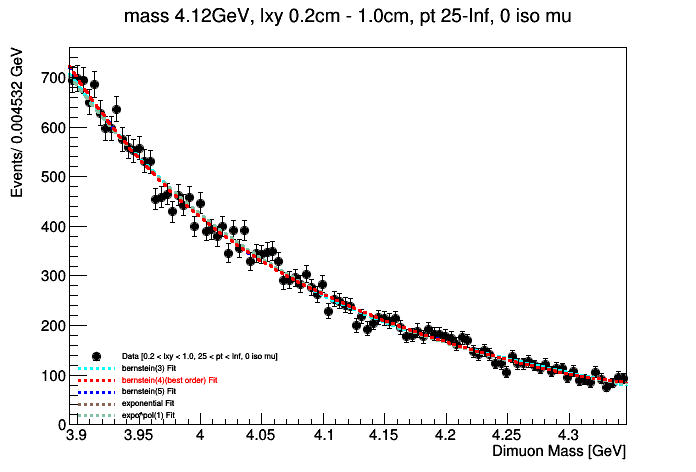 mass 4.12GeV, lxy 0.2cm - 1.0cm, pt 25-Inf, 0 iso mu
Events/ 0.004532 GeV
700
600
500
400
300
200
100
0
Data [0.2 < lxy < 1.0, 25 < pt < Inf, 0 iso mu]
bernstein(3) Fit
bernstein(4)(best order) Fit
bernstein(5) Fit
exponential Fit
expo*pol(1) Fit
3.9 3.95 4 4.05 4.1 4.15 4.2 4.25 4.3
Dimuon Mass [GeV]